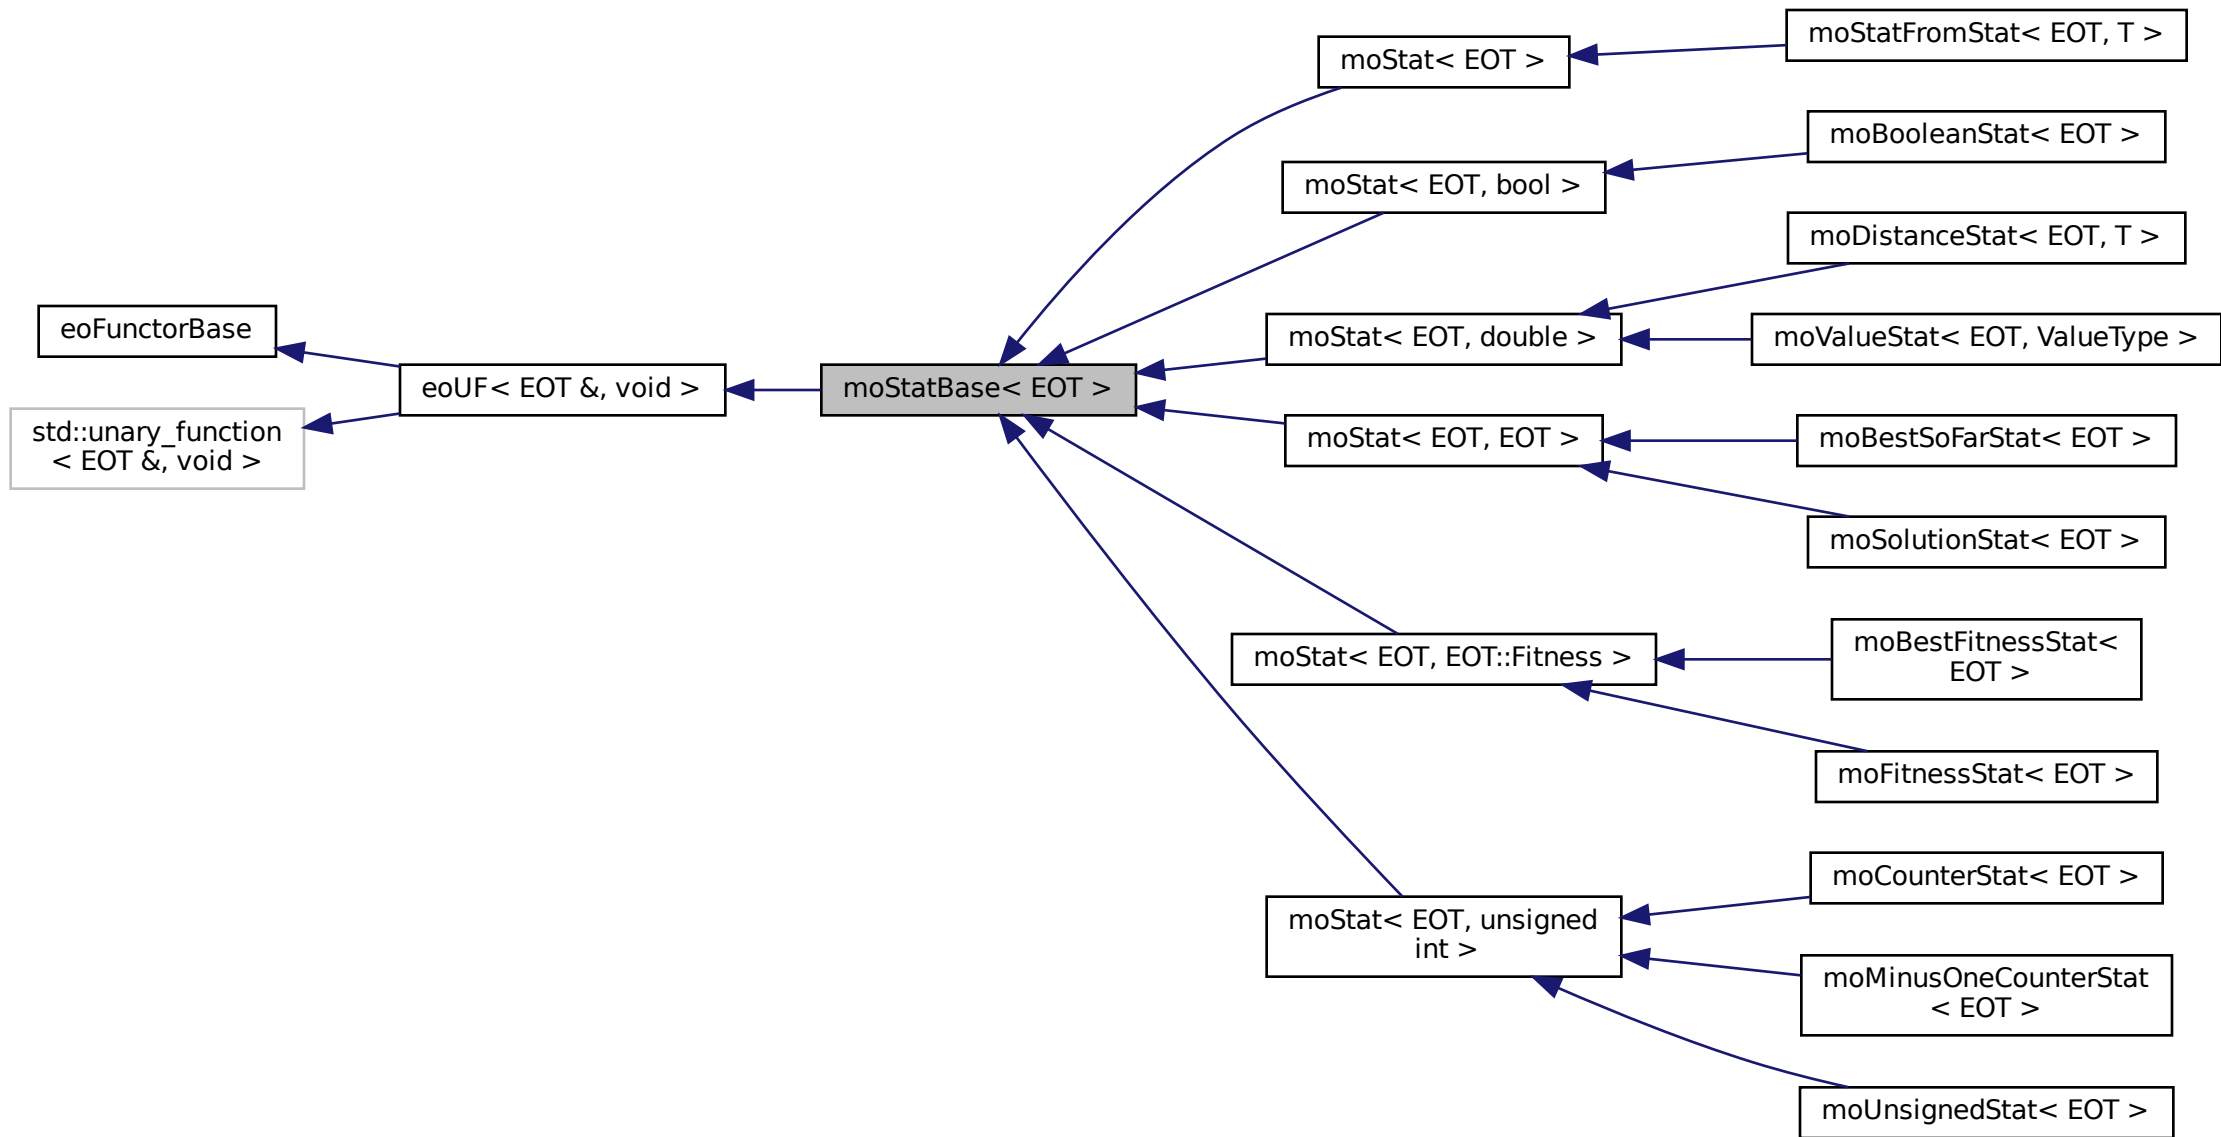 eoFunctorBase
std::unary_function
< EOT &, void >
eoUF< EOT &, void >
moStatBase< EOT >
moStat< EOT >
moStat< EOT, bool >
moStat< EOT, double >
moStat< EOT, EOT >
moStat< EOT, EOT::Fitness >
moStat< EOT, unsigned
int >
moStatFromStat< EOT, T >
moBooleanStat< EOT >
moDistanceStat< EOT, T >
moValueStat< EOT, ValueType >
moBestSoFarStat< EOT >
moSolutionStat< EOT >
moBestFitnessStat<
EOT >
moFitnessStat< EOT >
moCounterStat< EOT >
moMinusOneCounterStat
< EOT >
moUnsignedStat< EOT >